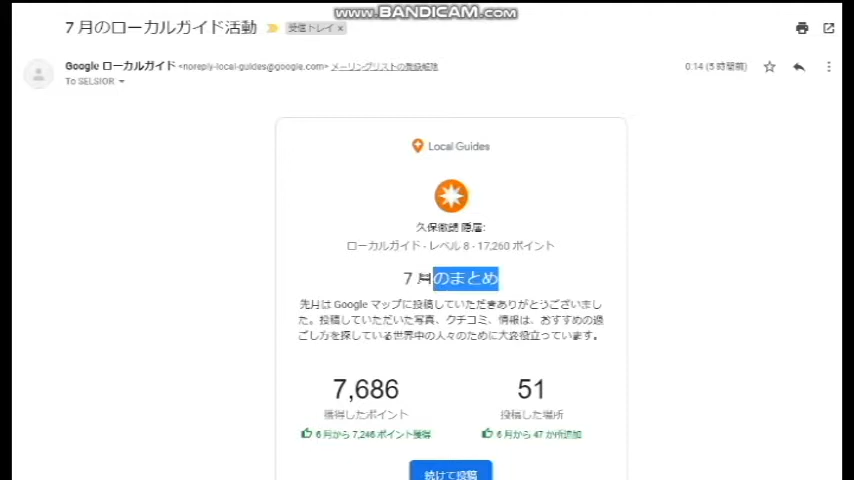 www.BANDICAM.com
7 月のローカルガイド活動
受信トレイ ×
Google ローカルガイド <noreply-local-guides@google.com> メーリングリストの登録解除
0:14 (5 時間前)
To SELSIOR
Local Guides
ローカルガイド - レベル 8 - 17,260 ポイント
7 月のまとめ
先月は Google マップに投稿していただきありがとうございまし
た。投稿していただいた写真、クチコミ、情報は、おすすめの過
ごし方を探している世界中の人々のために大変役立っています。
7,686
51
獲得したポイント
投稿した場所
6 月から 7,246 ポイント獲得
6 月から 47 か所追加
続けて投稿